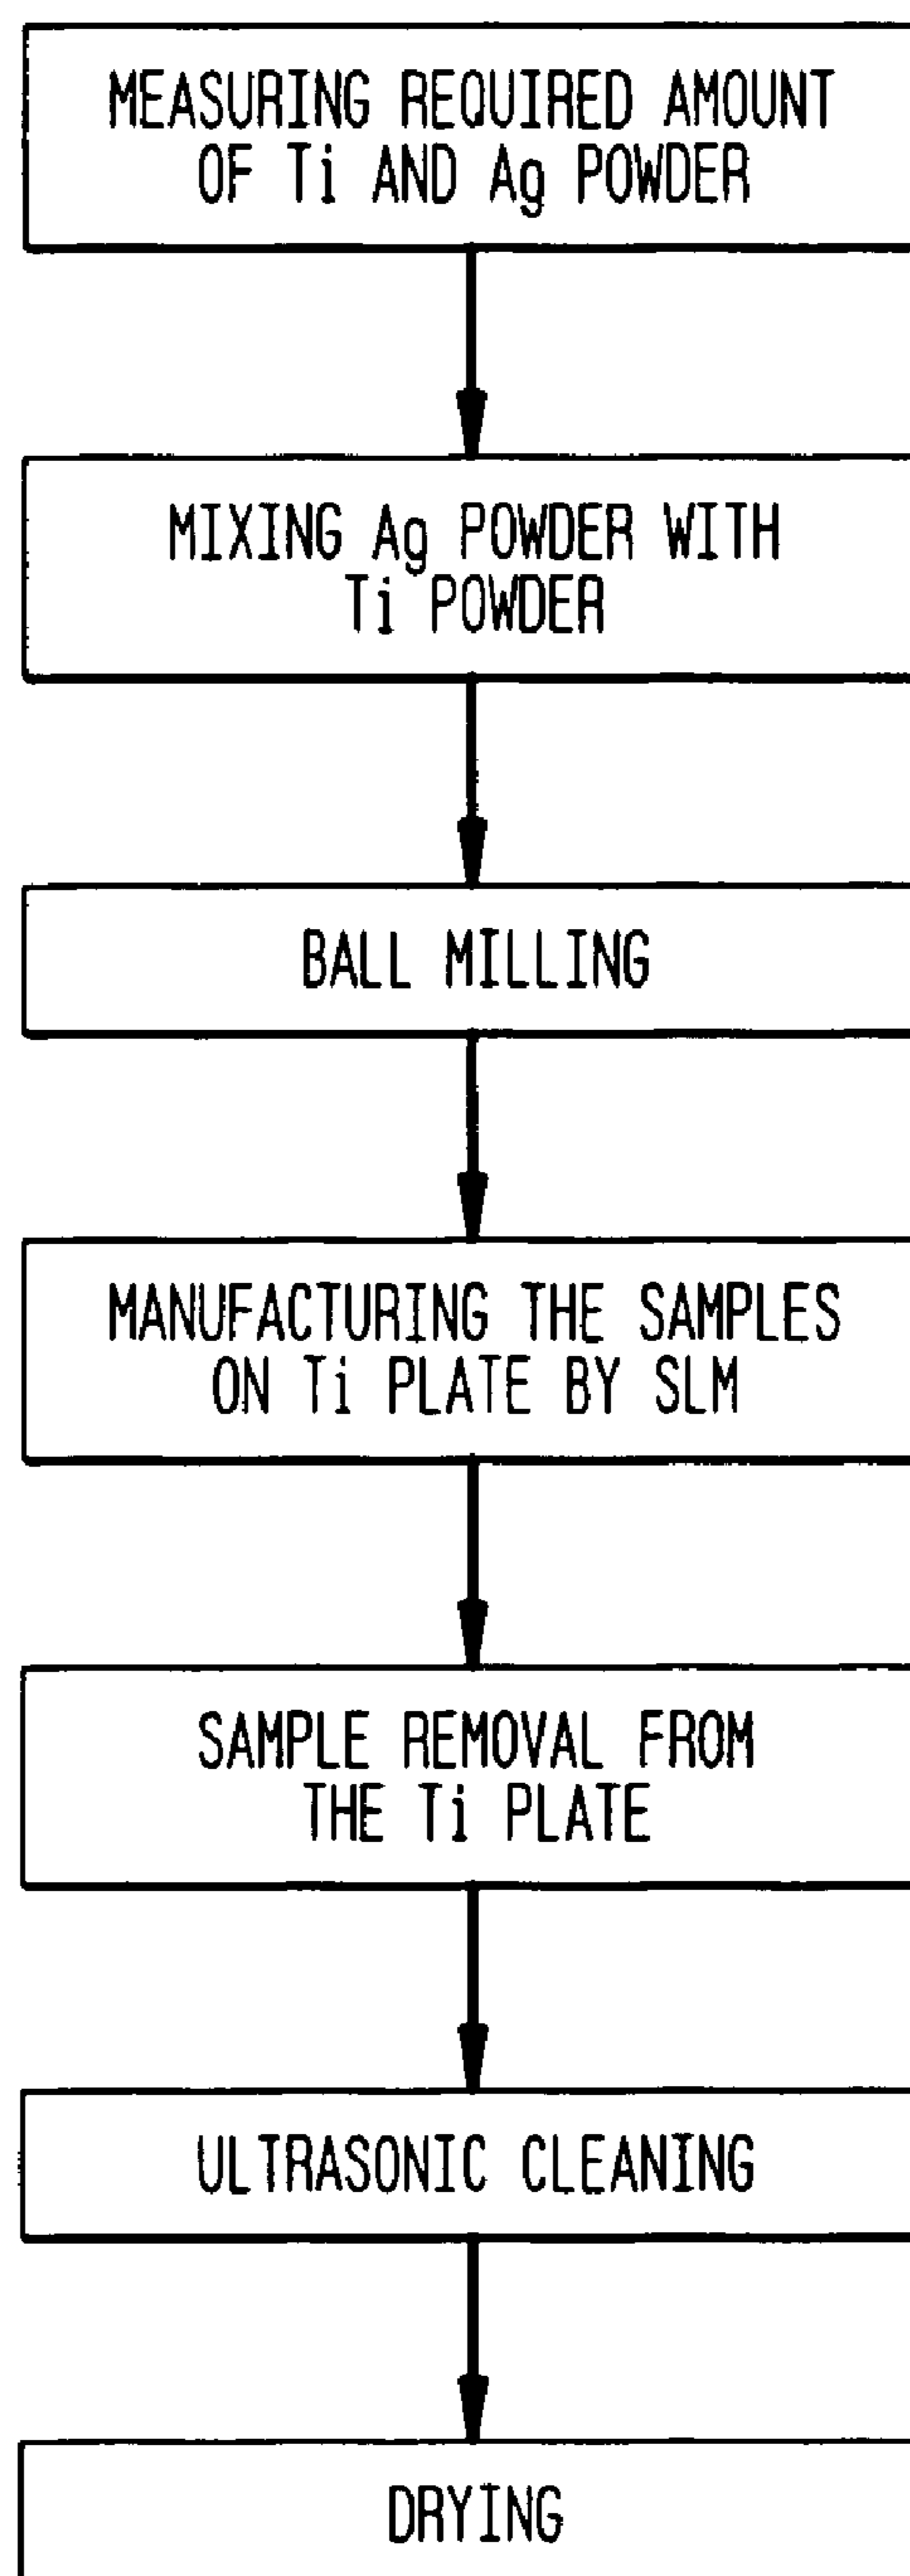 MEASURING REQUIRED AMOUNT
OF Ti AND Ag POWDER
MIXING Ag POWDER WITH
Ti POWDER
BALL MILLING
MANUFACTURING THE SAMPLES
ON Ti PLATE BY SLM
SAMPLE REMOVAL FROM
THE Ti PLATE
ULTRASONIC CLEANING
DRYING